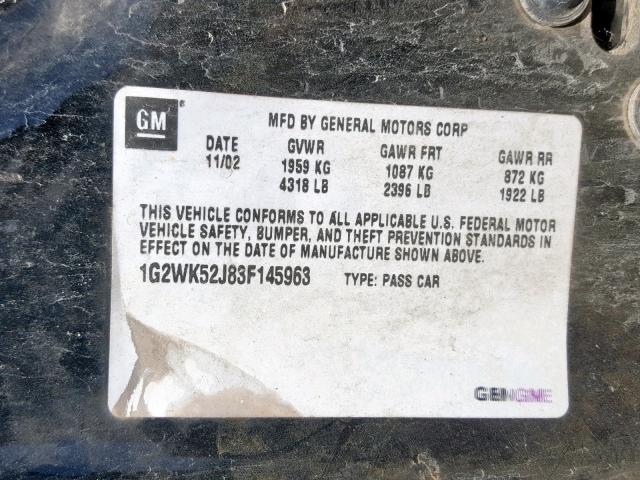 GM ®
MFD BY GENERAL MOTORS CORP
DATE GVWR GAWR FRT GAWR RR
11/02 1959 KG 1087 KG 872 KG
4318 LB 2396 LB 1922 LB
THIS VEHICLE CONFORMS TO ALL APPLICABLE U.S. FEDERAL MOTOR
VEHICLE SAFETY, BUMPER, AND THEFT PREVENTION STANDARDS IN
EFFECT ON THE DATE OF MANUFACTURE SHOWN ABOVE.
1G2WK52J83F145963 TYPE: PASS CAR